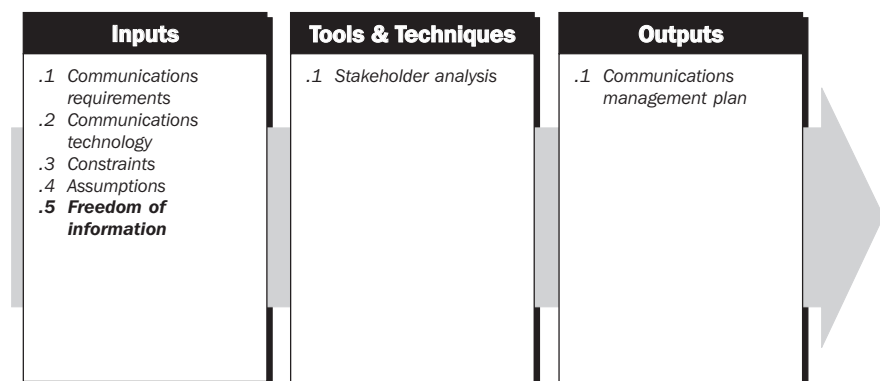 Inputs
.1 Communications
requirements
.2 Communications
technology
.3 Constraints
.4 Assumptions
.5 Freedom of
information
Tools & Techniques
.1 Stakeholder analysis
Outputs
.1 Communications
management plan